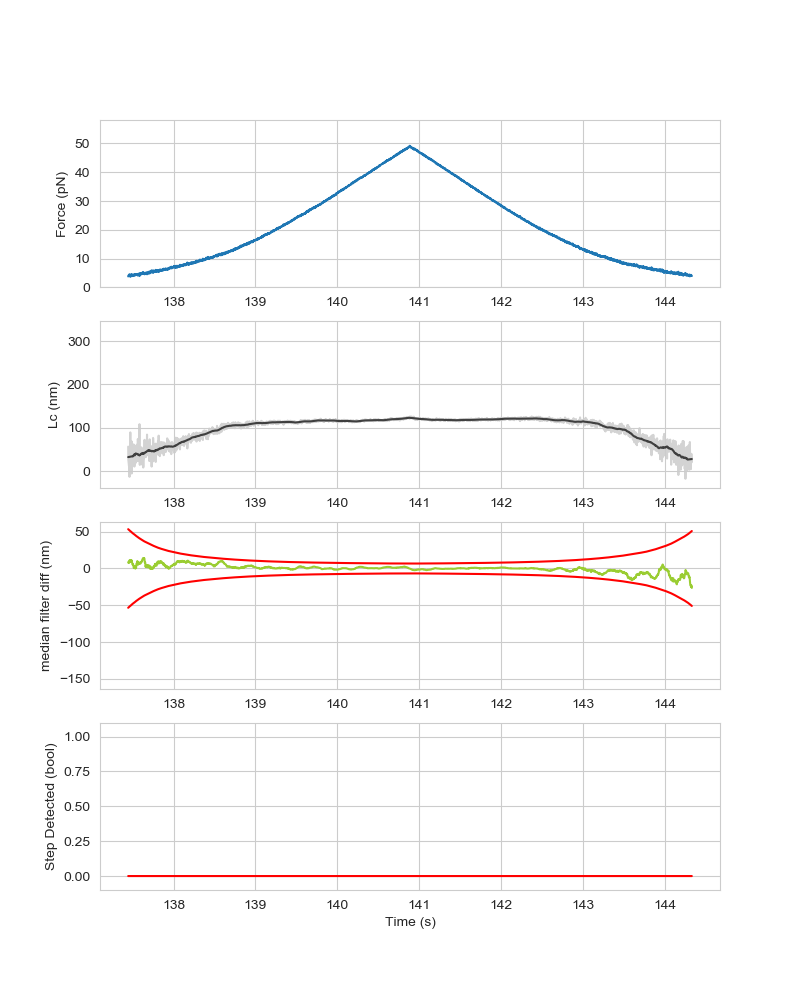 Force (pN)
50
40
30
20
10
0
138 139 140 141 142 143 144
Lc (nm)
300
200
100
0
138 139 140 141 142 143 144
median filter diff (nm)
50
0
−50
−100
−150
138 139 140 141 142 143 144
Step Detected (bool)
1.00
0.75
0.50
0.25
0.00
138 139 140 141 142 143 144
Time (s)